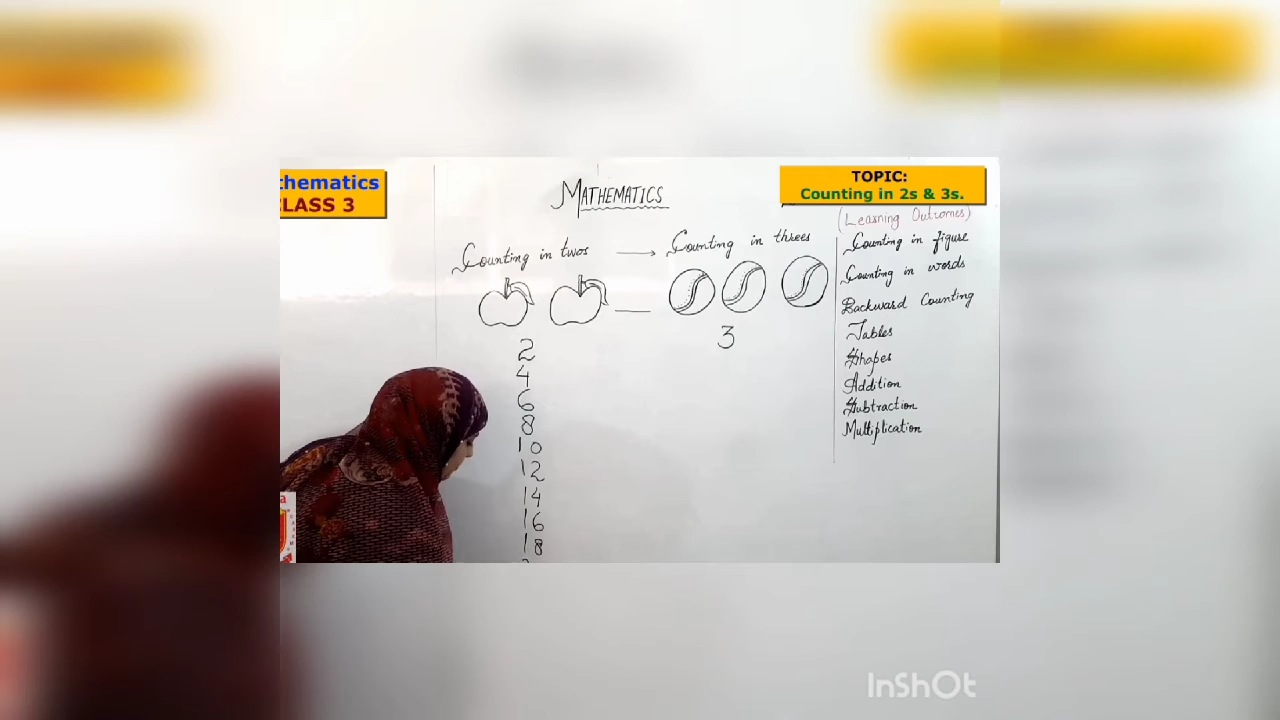 thematics
CLASS 3
MATHEMATICS
TOPIC:
Counting in 2s & 3s.
(Learning Outcomes)
Counting in twos
Counting in threes
2
4
6
8
10
12
14
16
18
3
Counting in figure
Counting in words
Backward Counting
Tables
Shapes
Addition
Subtraction
Multiplication
InShOt